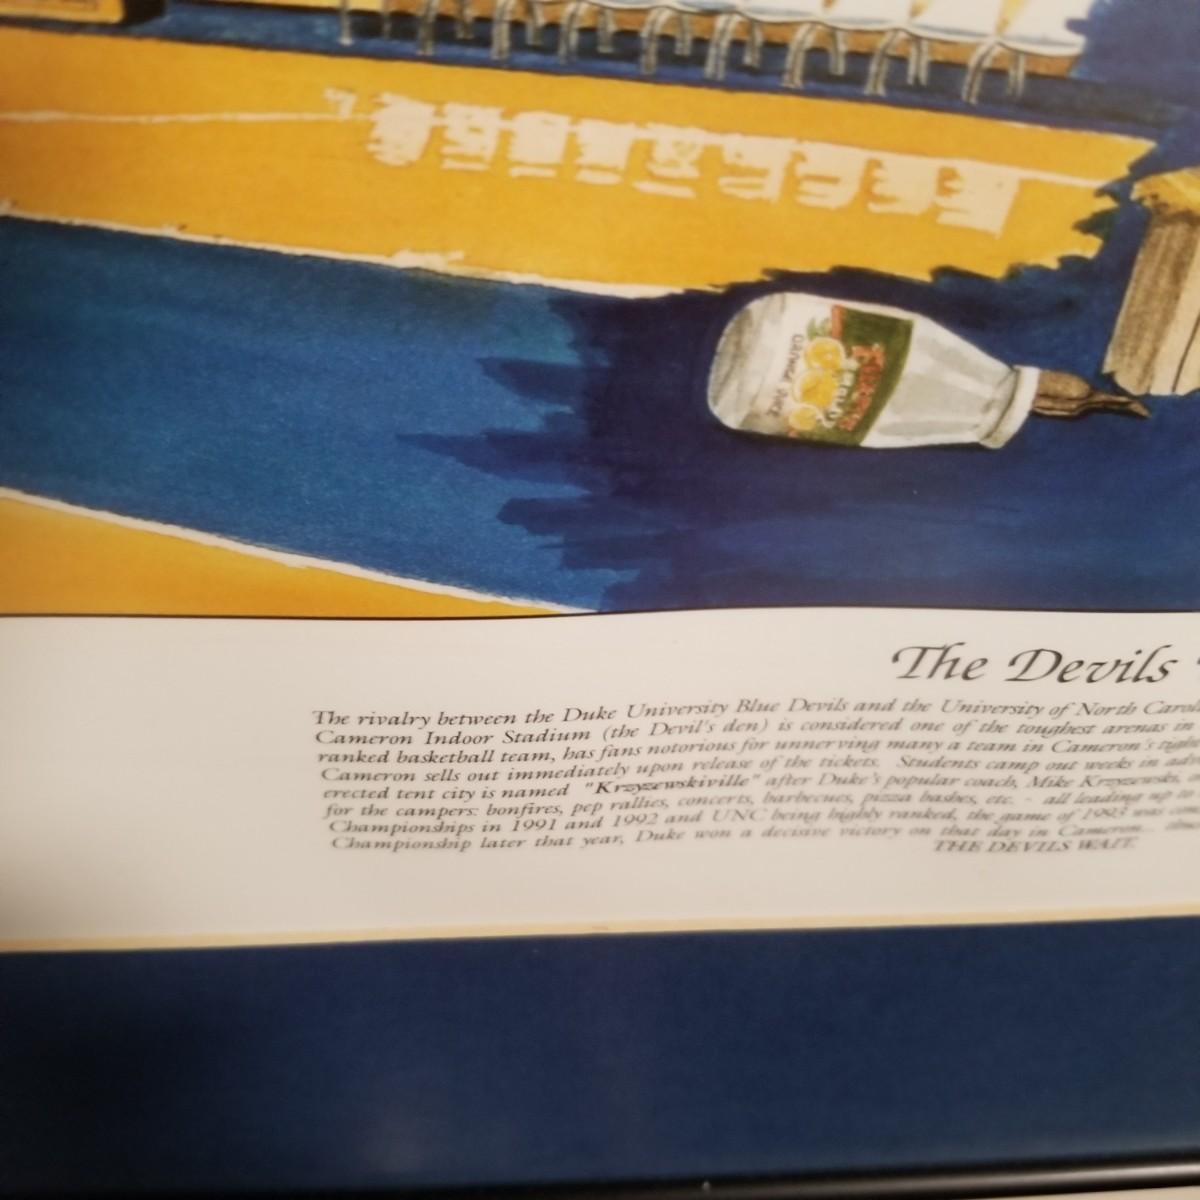 ORANGE JUICE
The Devils
The rivalry between the Duke University Blue Devils and the University of North Carol
Cameron Indoor Stadium (the Devil's den) is considered one of the toughest arenas in
ranked basketball team, has fans notorious for unnerving many a team in Cameron's tight
Cameron sells out immediately upon release of the tickets. Students camp out weeks in adv
erected tent city is named "Krzyzewskiville" after Duke's popular coach, Mike Krzyzewski,
for the campers: bonfires, pep rallies, concerts, barbecues, pizza bashes, etc. - all leading up to
Championships in 1991 and 1992 and UNC being highly ranked, the game of 1993 was
Championship later that year, Duke won a decisive victory on that day in Cameron...
THE DEVILS WAIT.